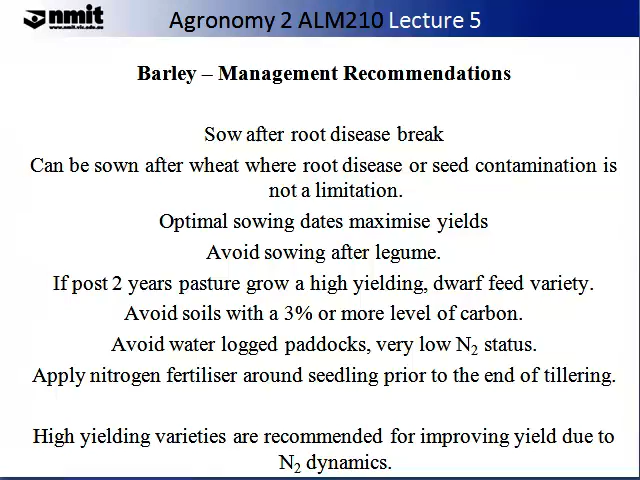 nmit
www.nmit.vic.edu.au
Agronomy 2 ALM210 Lecture 5
Barley – Management Recommendations
Sow after root disease break
Can be sown after wheat where root disease or seed contamination is
not a limitation.
Optimal sowing dates maximise yields
Avoid sowing after legume.
If post 2 years pasture grow a high yielding, dwarf feed variety.
Avoid soils with a 3% or more level of carbon.
Avoid water logged paddocks, very low N₂ status.
Apply nitrogen fertiliser around seedling prior to the end of tillering.
High yielding varieties are recommended for improving yield due to
N₂ dynamics.